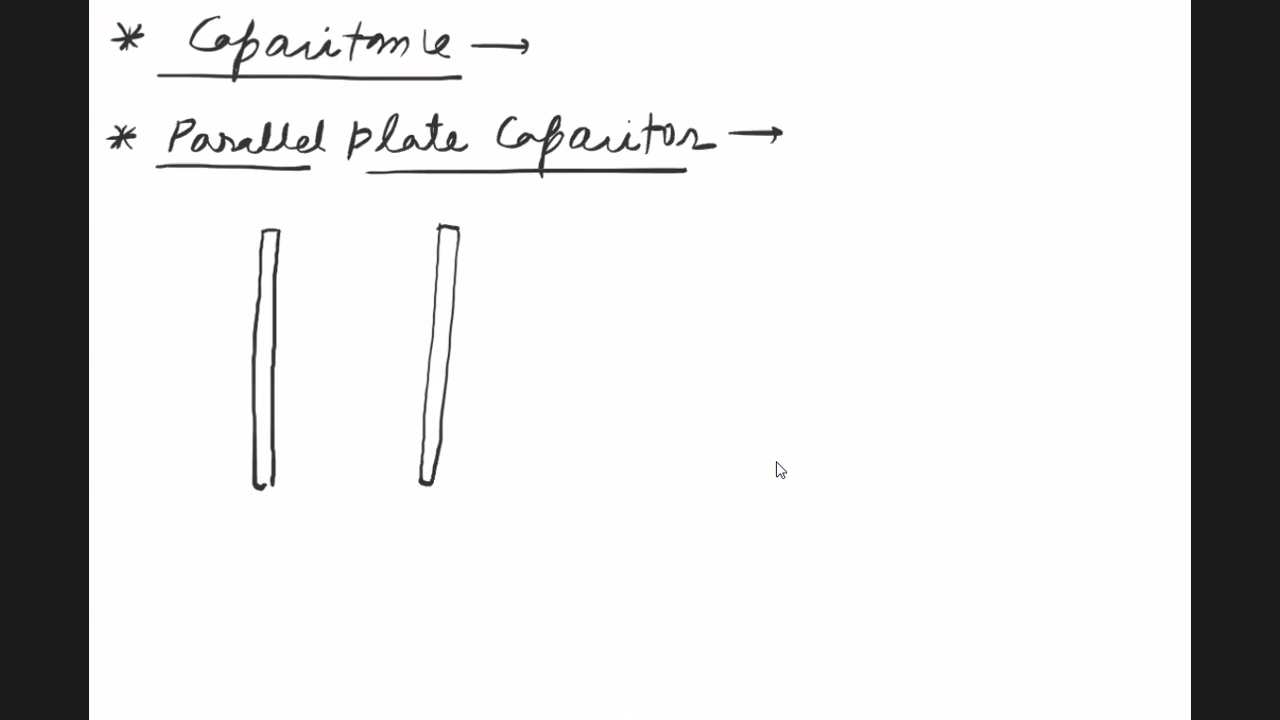 * Capacitance →
* Parallel plate Capacitor →